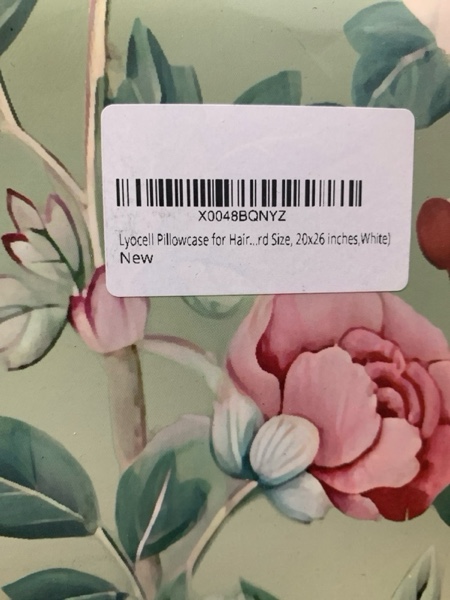 X0048BQNYZ
Lyocell Pillowcase for Hair...rd Size, 20x26 inches,White)
New